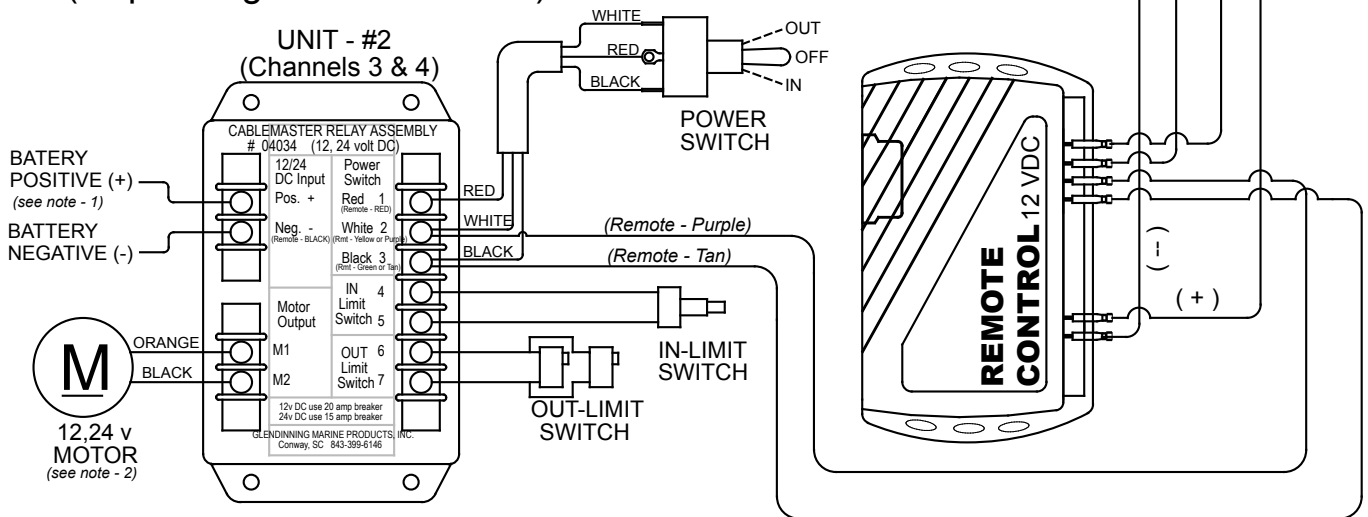 UNIT - #2
(Channels 3 & 4)
CABLEMASTER RELAY ASSEMBLY
# 04034 (12, 24 volt DC)
12/24
DC Input
Pos. +
Neg. -
(Remote - BLACK)
Power
Switch
Red 1
(Remote - RED)
White 2
(Rmt - Yellow or Purple)
Black 3
(Rmt - Green or Tan)
IN
Limit
Switch
4
5
Motor
Output
M1
M2
OUT
Limit
Switch
6
7
12v DC use 20 amp breaker
24v DC use 15 amp breaker
GLENDINNING MARINE PRODUCTS, INC.
Conway, SC 843-399-6146
BATERY
POSITIVE (+)
(see note - 1)
BATTERY
NEGATIVE (-)
ORANGE
BLACK
M
12,24 v
MOTOR
(see note - 2)
WHITE
RED
BLACK
OUT
OFF
IN
POWER
SWITCH
RED
WHITE
BLACK
(Remote - Purple)
(Remote - Tan)
IN-LIMIT
SWITCH
OUT-LIMIT
SWITCH
REMOTE
CONTROL 12 VDC
(-)
(+)